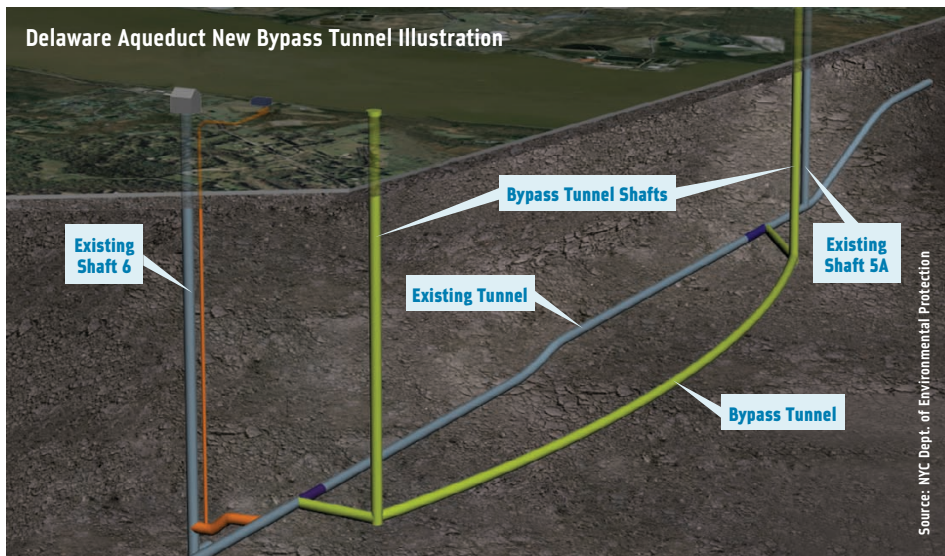 Delaware Aqueduct New Bypass Tunnel Illustration
Bypass Tunnel Shafts
Existing
Shaft 6
Existing
Shaft 5A
Existing Tunnel
Bypass Tunnel
Source: NYC Dept. of Environmental Protection